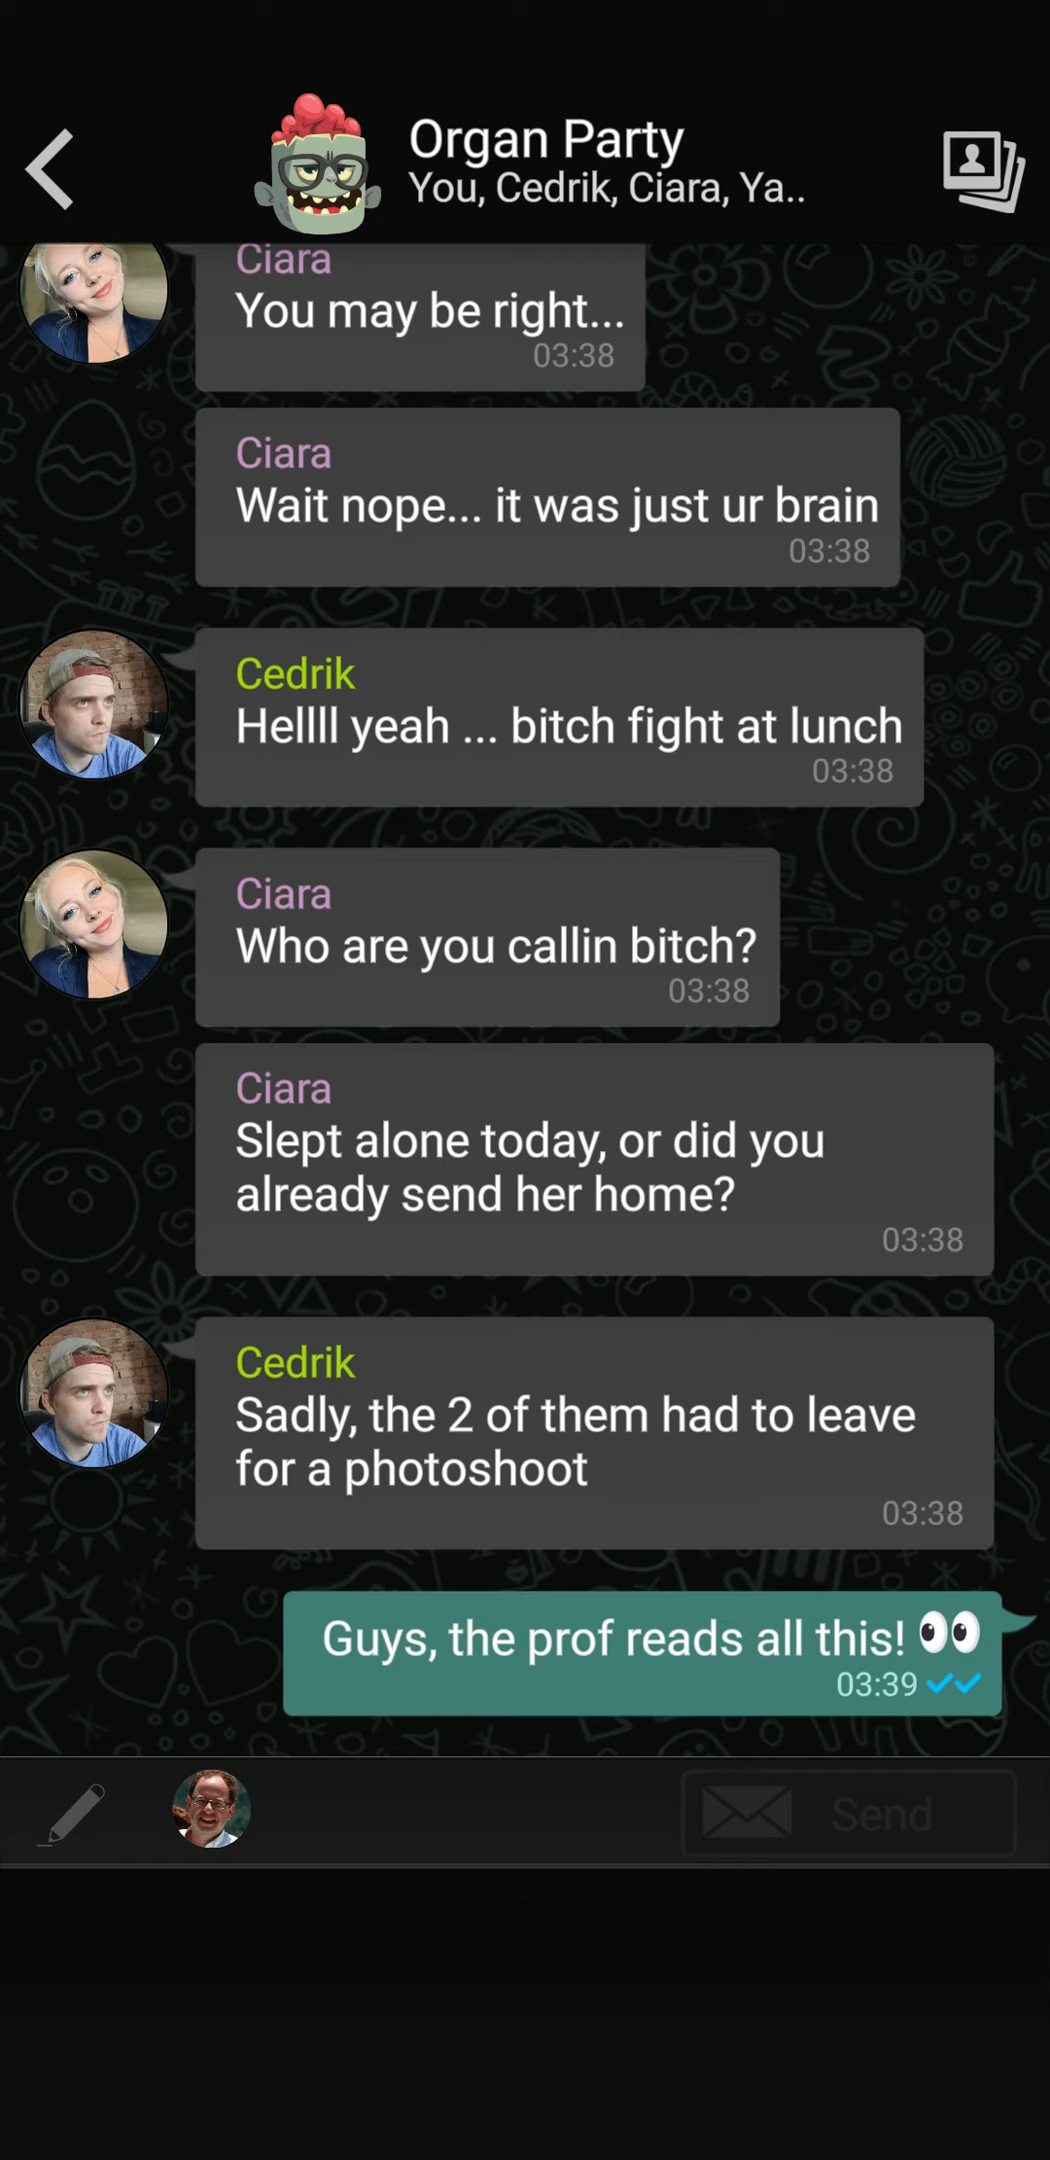 Organ Party
You, Cedrik, Ciara, Ya..
Ciara
You may be right...
03:38
Ciara
Wait nope... it was just ur brain
03:38
Cedrik
Hellll yeah ... bitch fight at lunch
03:38
Ciara
Who are you callin bitch?
03:38
Ciara
Slept alone today, or did you
already send her home?
03:38
Cedrik
Sadly, the 2 of them had to leave
for a photoshoot
03:38
Guys, the prof reads all this! 👀
03:39
Send